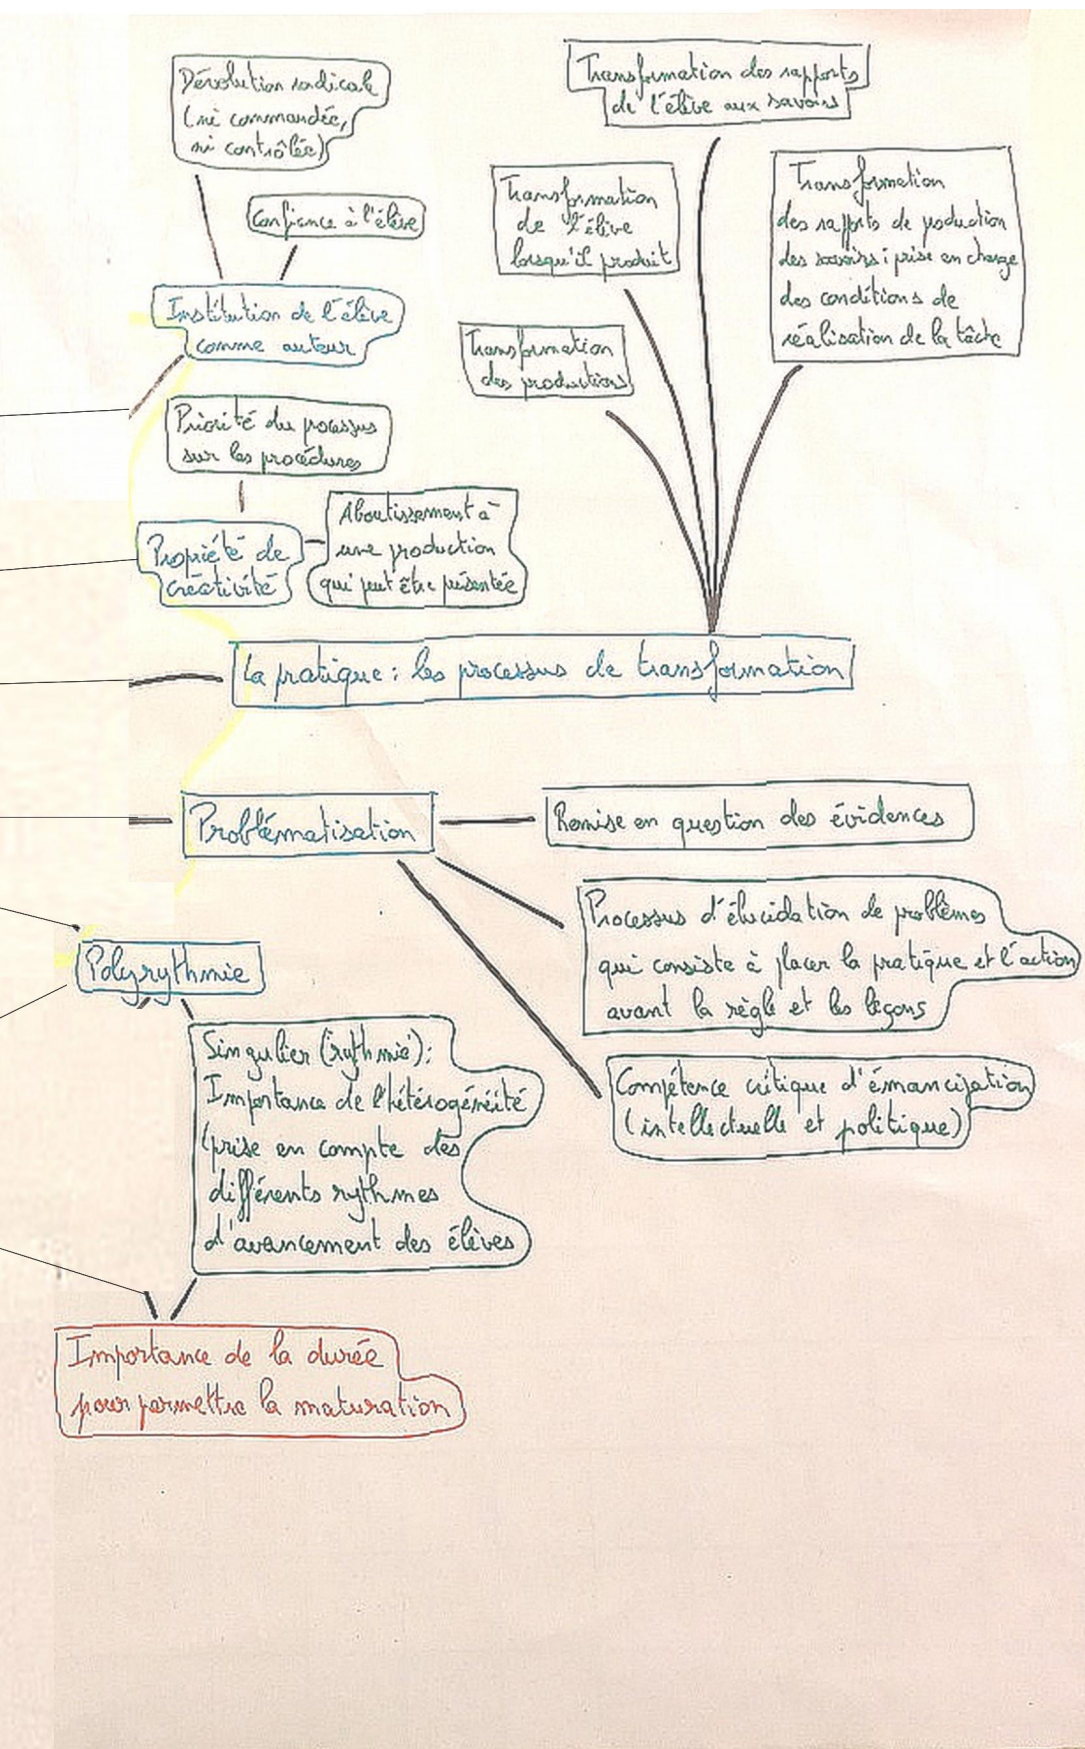 Dévolution radicale
(ni commandée,
ni contrôlée)
Confiance à l'élève
Institution de l'élève
comme auteur
Priorité du processus
sur les procédures
Propriété de
créativité
Aboutissement à
une production
qui peut être présentée
Transformation des rapports
de l'élève aux savoirs
Transformation
de l'élève
lorsqu'il produit
Transformation
des productions
Transformation
des rapports de production
des savoirs : prise en charge
des conditions de
réalisation de la tâche
La pratique : les processus de transformation
Problématisation
Remise en question des évidences
Processus d'élucidation de problèmes
qui consiste à placer la pratique et l'action
avant la règle et les leçons
Compétence critique d'émancipation
(intellectuelle et politique)
Polyrythmie
Singulier (rythmie) :
Importance de l'hétérogénéité
(prise en compte des
différents rythmes
d'avancement des élèves
Importance de la durée
pour permettre la maturation